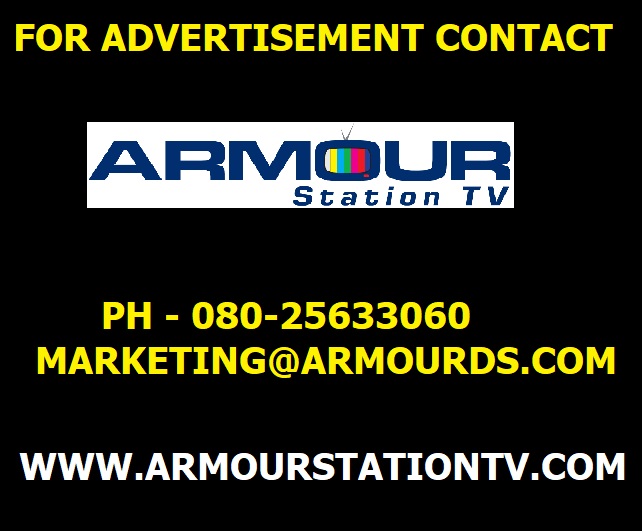 FOR ADVERTISEMENT CONTACT
ARMOUR
Station TV
PH - 080-25633060
MARKETING@ARMOURDS.COM
WWW.ARMOURSTATIONTV.COM